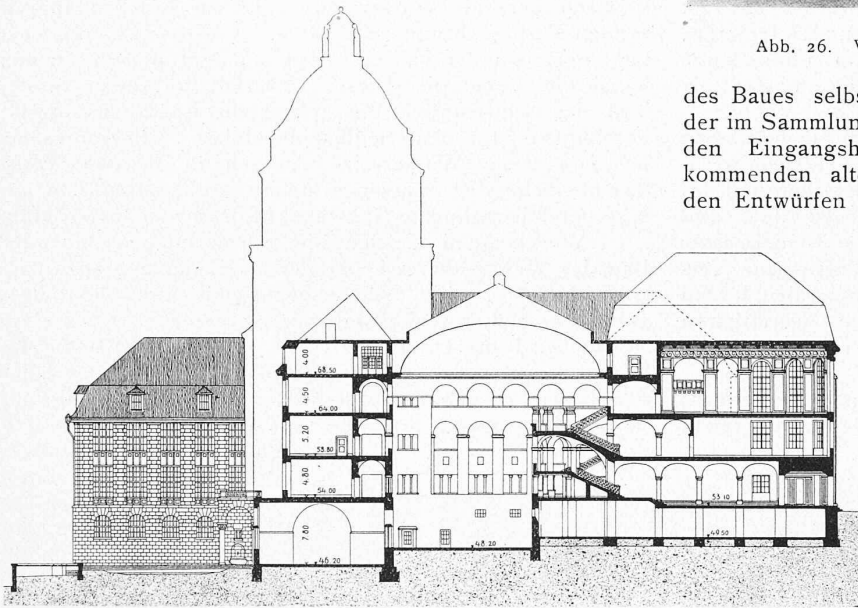 Abb. 26. V
des Baues selbs
der im Sammlun
den Eingangsh
kommenden alt
den Entwürfen
4.00
68.50
4.50
64.00
5.20
53.80
4.80
54.00
7.80
46.20
48.20
53.10
49.50